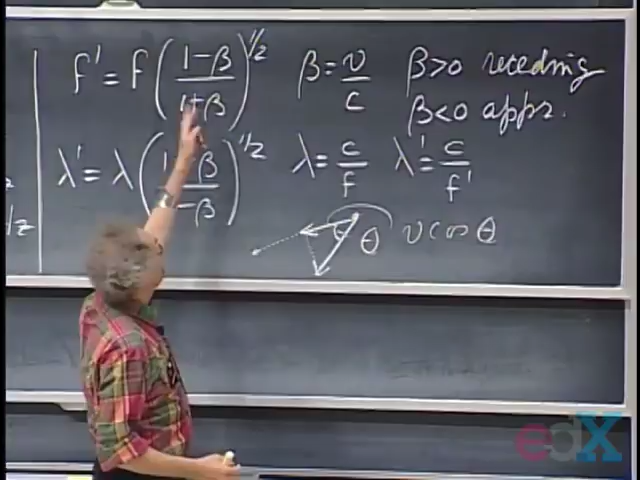 f' = f (1-β / 1+β)^1/2   β = v/c   β>0 receding
β<0 appr.
λ' = λ (1+β / 1-β)^1/2   λ = c/f   λ' = c/f'
θ   v cos θ
edX